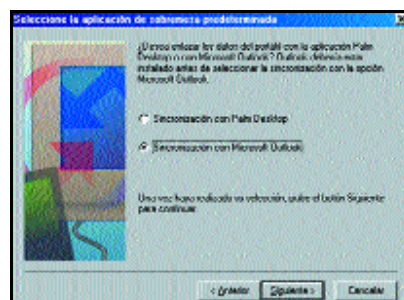 Seleccione la aplicación de sobremesa predeterminada
¿Desea enlazar los datos del portátil con la aplicación Palm
Desktop o con Microsoft Outlook? Outlook deberá estar
instalado antes de seleccionar la sincronización con la opción
Microsoft Outlook.
Sincronización con Palm Desktop
Sincronización con Microsoft Outlook
Una vez haya realizado su selección, pulse el botón Siguiente
para continuar.
< Anterior
Siguiente >
Cancelar